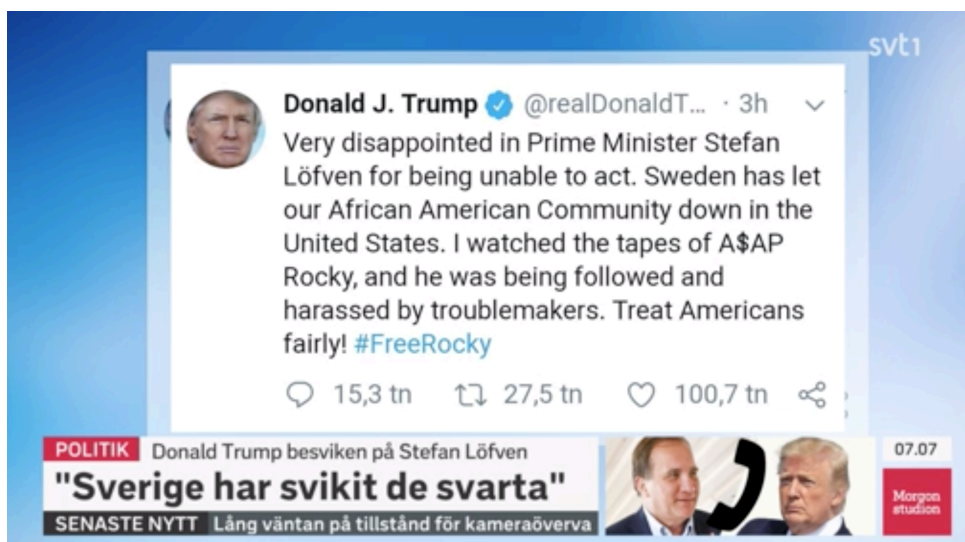 svt1
Donald J. Trump @realDonaldT... · 3h
Very disappointed in Prime Minister Stefan
Löfven for being unable to act. Sweden has let
our African American Community down in the
United States. I watched the tapes of A$AP
Rocky, and he was being followed and
harassed by troublemakers. Treat Americans
fairly! #FreeRocky
15,3 tn 27,5 tn 100,7 tn
POLITIK Donald Trump besviken på Stefan Löfven
"Sverige har svikit de svarta"
SENASTE NYTT Lång väntan på tillstånd för kameraöverva
07.07
Morgon
studion